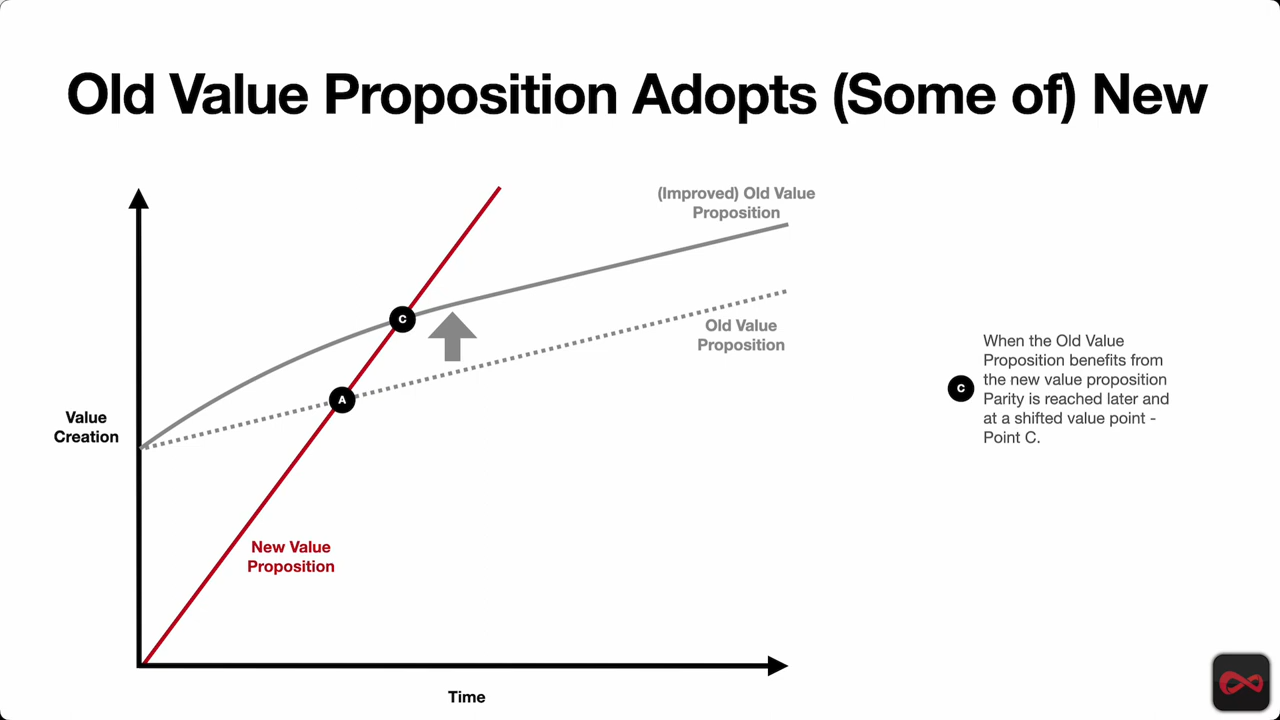 Old Value Proposition Adopts (Some of) New
(Improved) Old Value
Proposition
C
A
Old Value
Proposition
Value
Creation
New Value
Proposition
Time
C
When the Old Value
Proposition benefits from
the new value proposition
Parity is reached later and
at a shifted value point -
Point C.